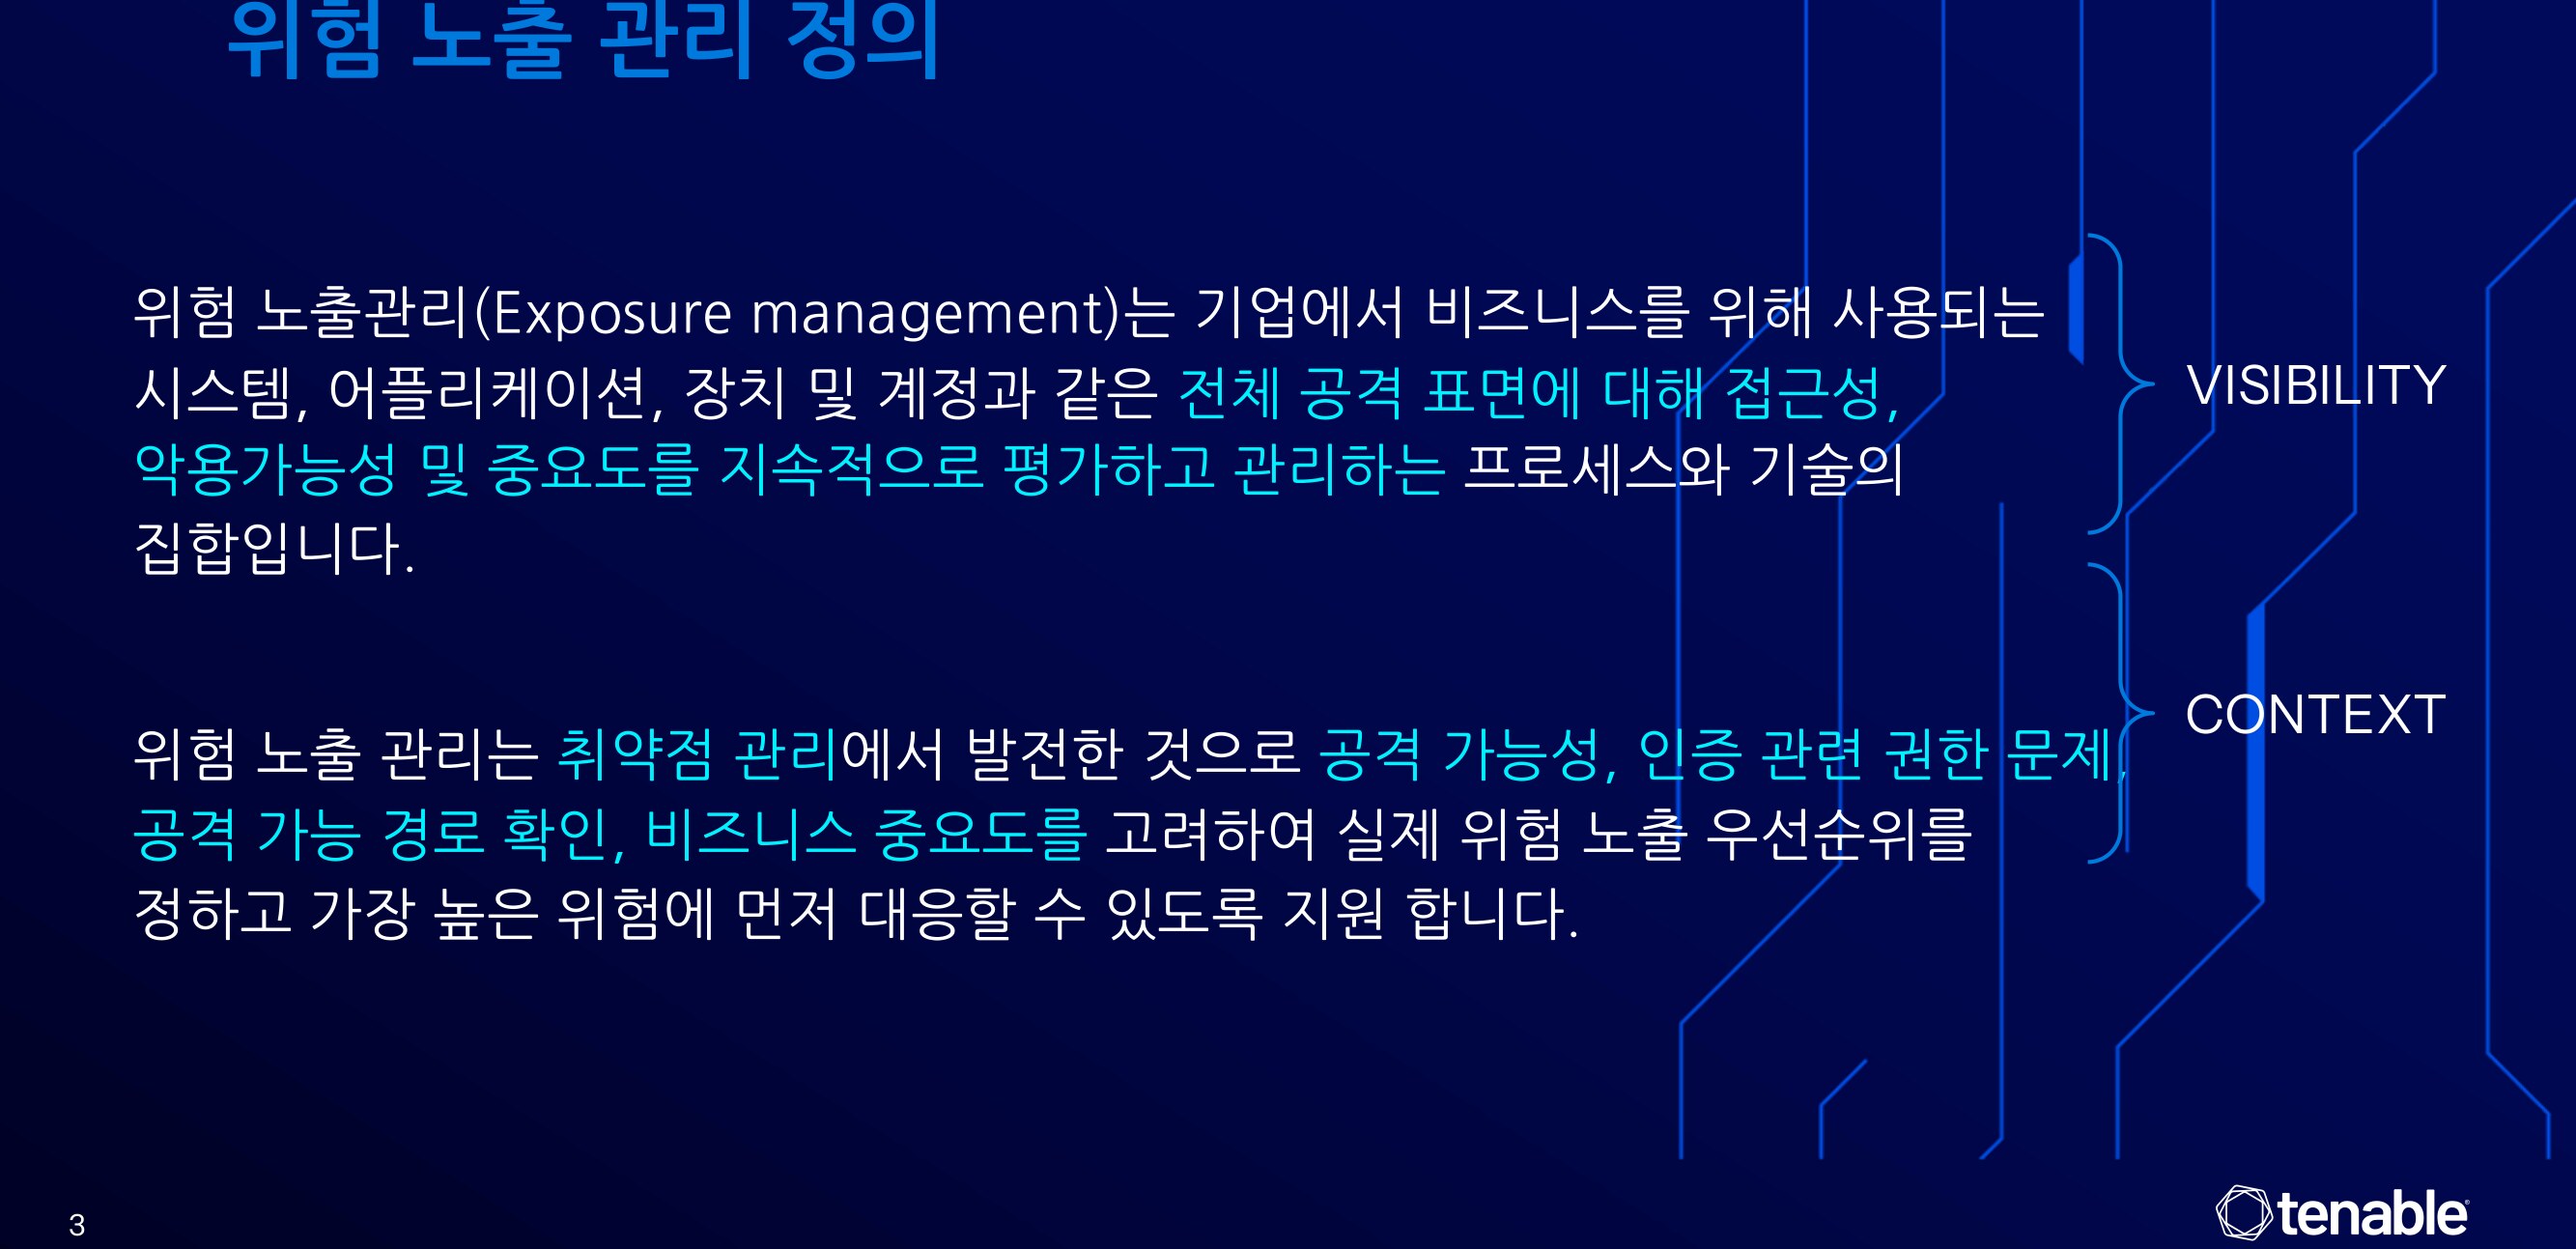 위험 노출 관리 정의
위험 노출관리(Exposure management)는 기업에서 비즈니스를 위해 사용되는
시스템, 어플리케이션, 장치 및 계정과 같은 전체 공격 표면에 대해 접근성,
악용가능성 및 중요도를 지속적으로 평가하고 관리하는 프로세스와 기술의
집합입니다.
VISIBILITY
위험 노출 관리는 취약점 관리에서 발전한 것으로 공격 가능성, 인증 관련 권한 문제,
공격 가능 경로 확인, 비즈니스 중요도를 고려하여 실제 위험 노출 우선순위를
정하고 가장 높은 위험에 먼저 대응할 수 있도록 지원 합니다.
CONTEXT
3
tenable®